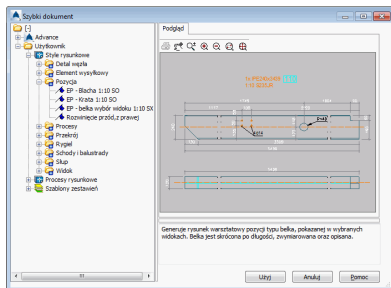 Szybki dokument
[-]
Advance
Użytkownik
Style rysunkowe
Detal węzła
Element wysyłkowy
Pozycja
EP - Blacha 1:10 SO
EP - Krata 1:10 SO
EP - belka wybór widoku 1:10 SX
Rozwinięcie przód,z prawej
Procesy
Przekrój
Rygiel
Schody i balustrady
Słup
Widok
Procesy rysunkowe
Szablony zestawień
Podgląd
Generuje rysunek warsztatowy pozycji typu belka, pokazanej w wybranych
widokach. Belka jest skrócona po długości, zwymiarowana oraz opisana.
Użyj
Anuluj
Pomoc